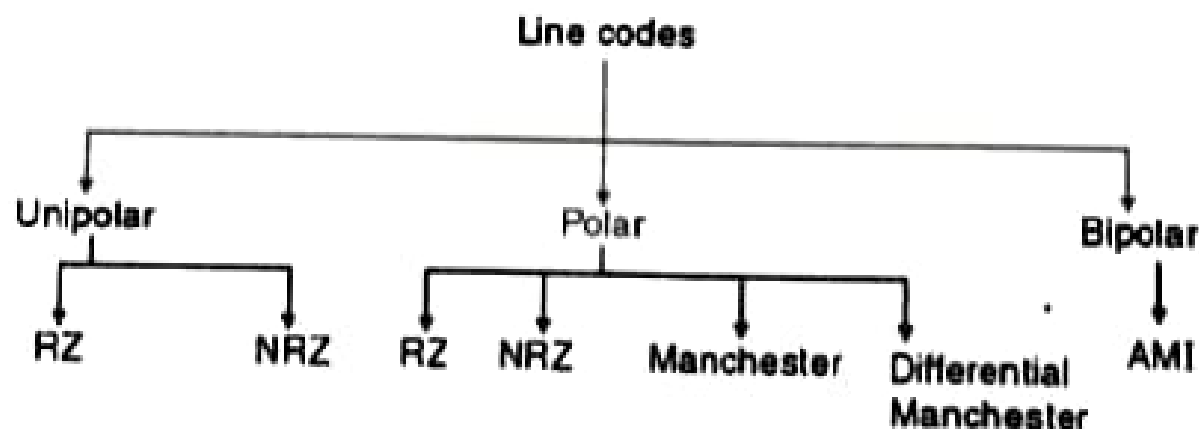 Line codes
Unipolar
Polar
Bipolar
RZ
NRZ
RZ
NRZ
Manchester
Differential
Manchester
AMI